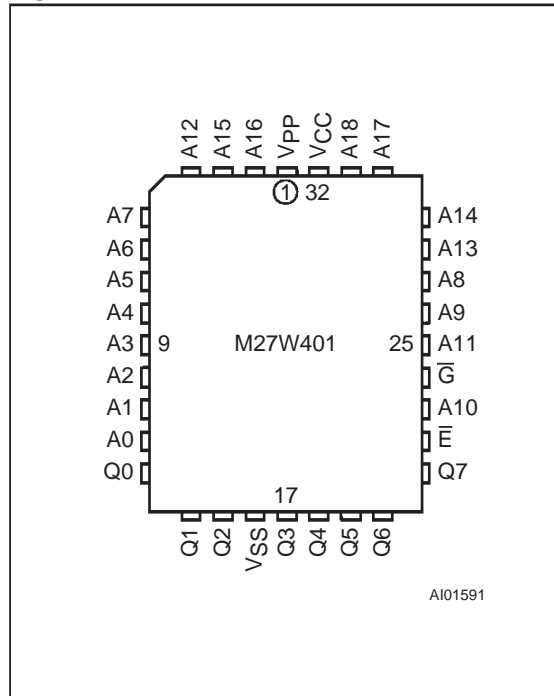 A12 A15 A16 VPP VCC A18 A17
1 32
A7 A14
A6 A13
A5 A8
A4 A9
A3 9 M27W401 25 A11
A2 G̅
A1 A10
A0 E̅
Q0 Q7
17
Q1 Q2 VSS Q3 Q4 Q5 Q6
AI01591